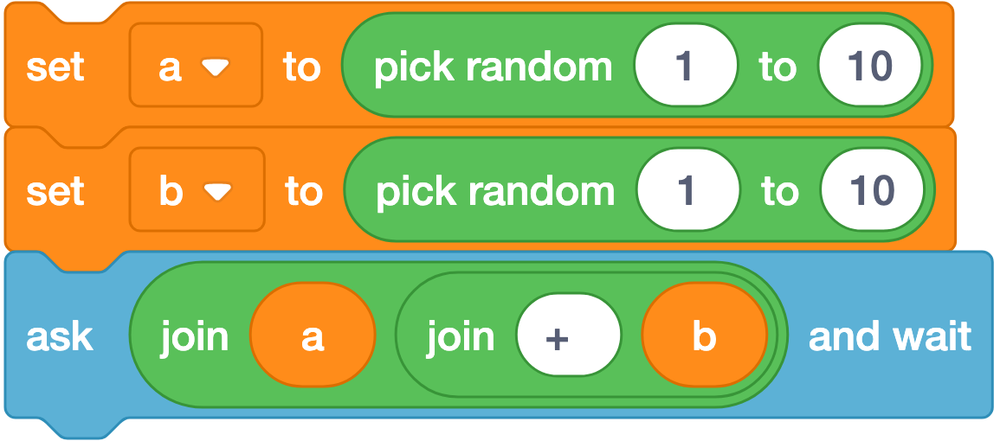 set a to pick random 1 to 10
set b to pick random 1 to 10
ask join a join + b and wait